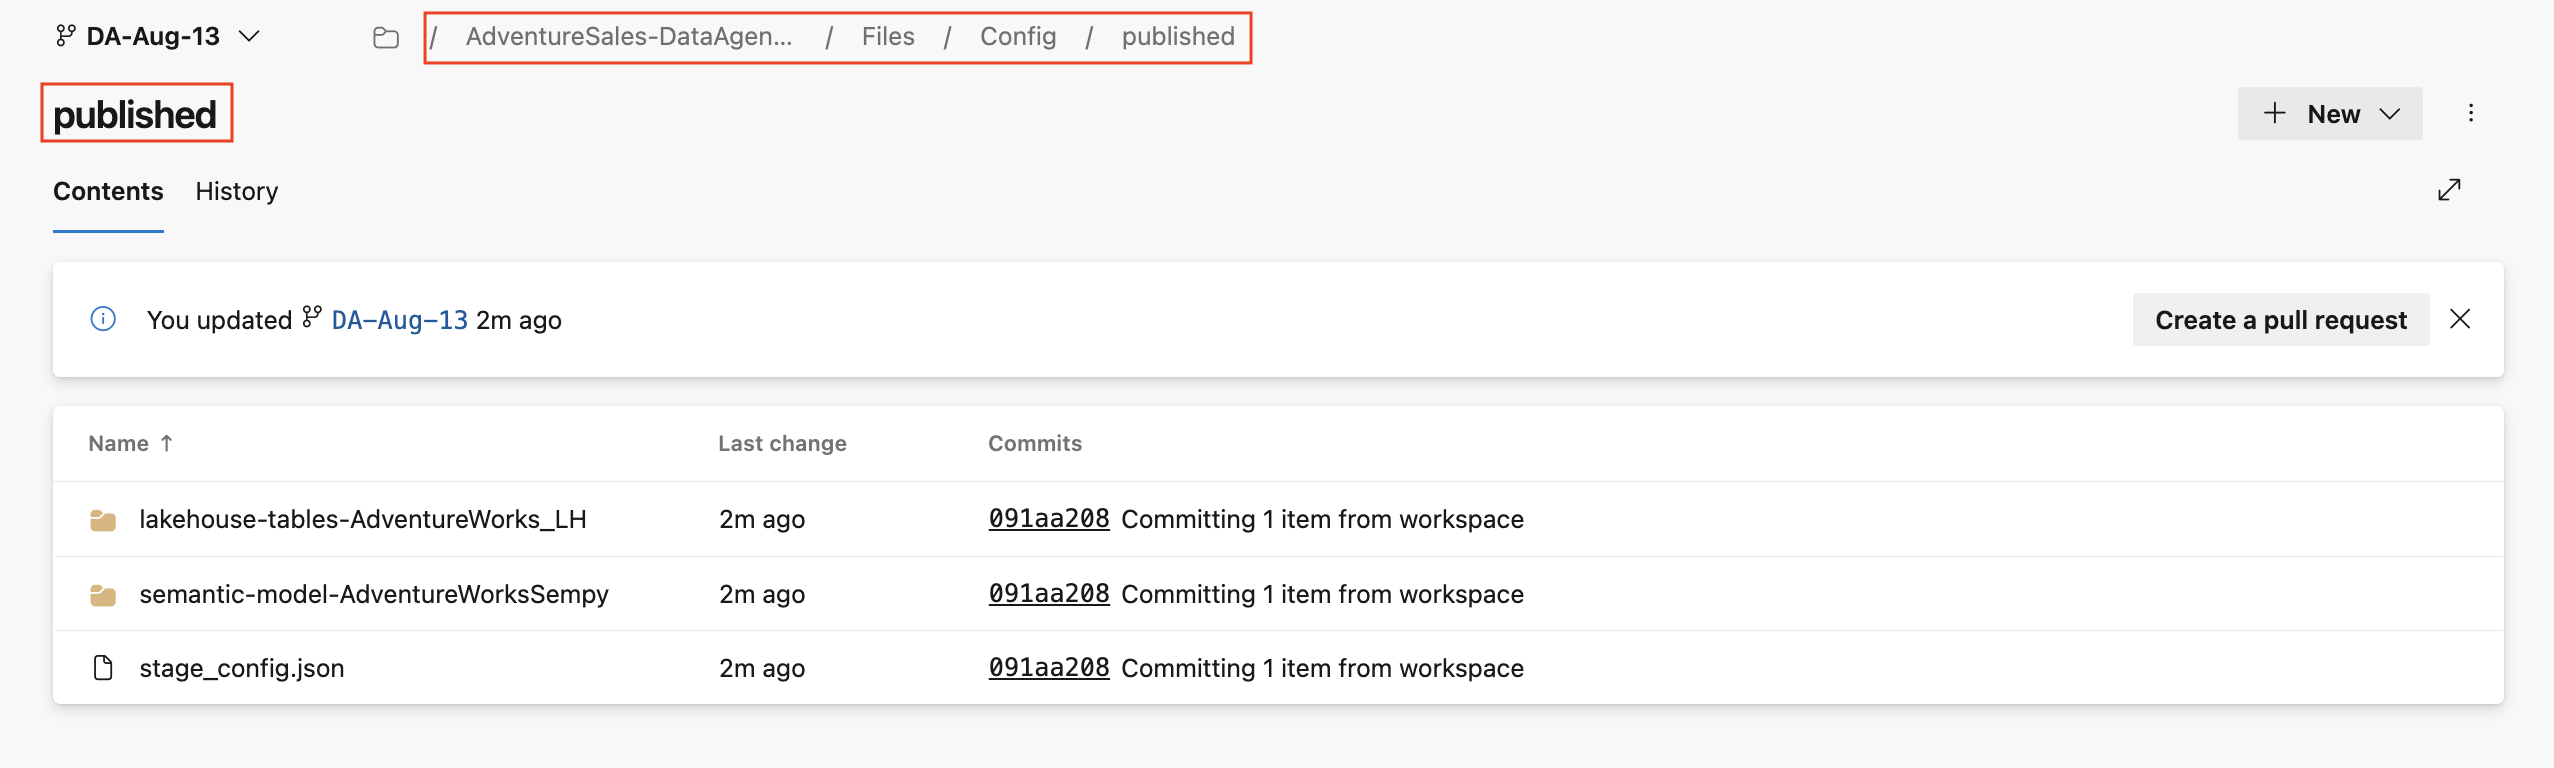 DA-Aug-13 / AdventureSales-DataAgen... / Files / Config / published
published
New
Contents History
You updated DA-Aug-13 2m ago Create a pull request
Name ↑ Last change Commits
lakehouse-tables-AdventureWorks_LH 2m ago 091aa208 Committing 1 item from workspace
semantic-model-AdventureWorksSempy 2m ago 091aa208 Committing 1 item from workspace
stage_config.json 2m ago 091aa208 Committing 1 item from workspace